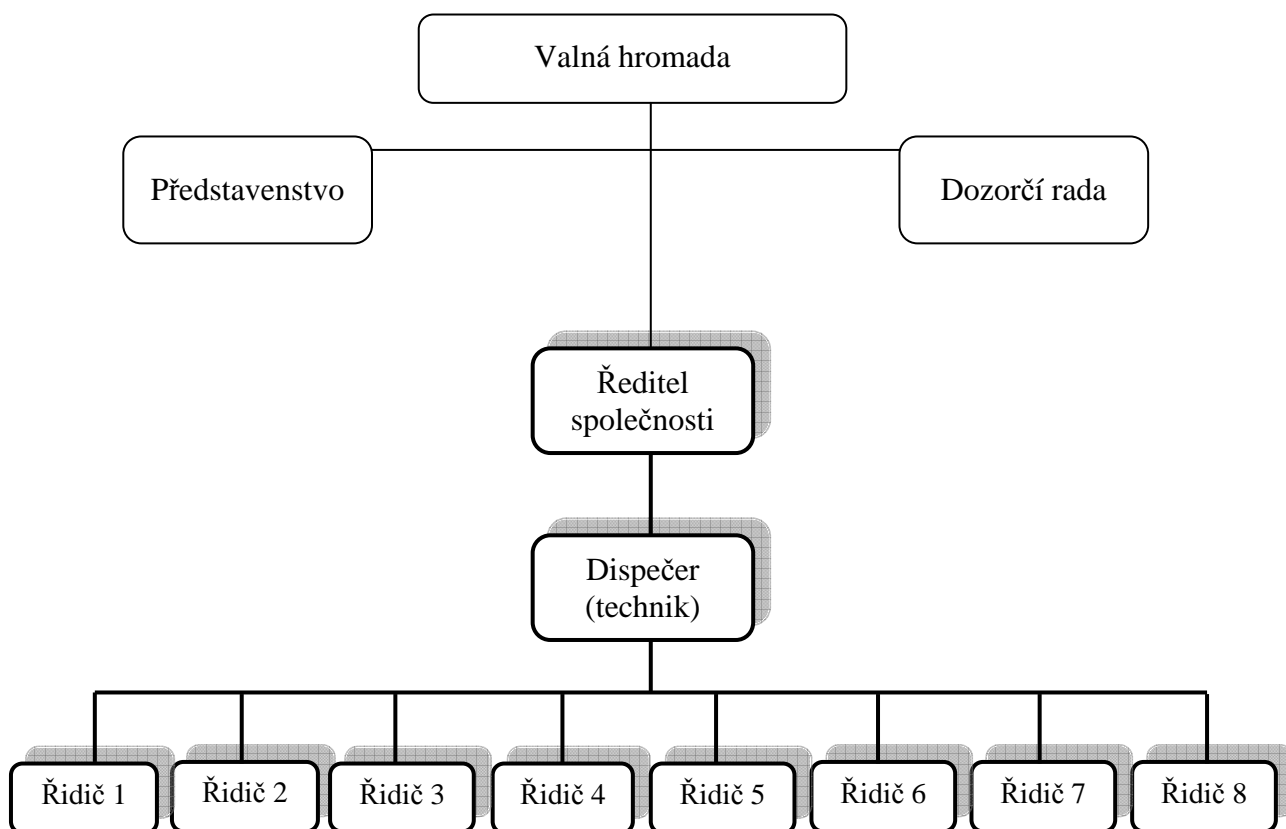 Valná hromada
Představenstvo
Dozorčí rada
Ředitel
společnosti
Dispečer
(technik)
Řidič 1
Řidič 2
Řidič 3
Řidič 4
Řidič 5
Řidič 6
Řidič 7
Řidič 8